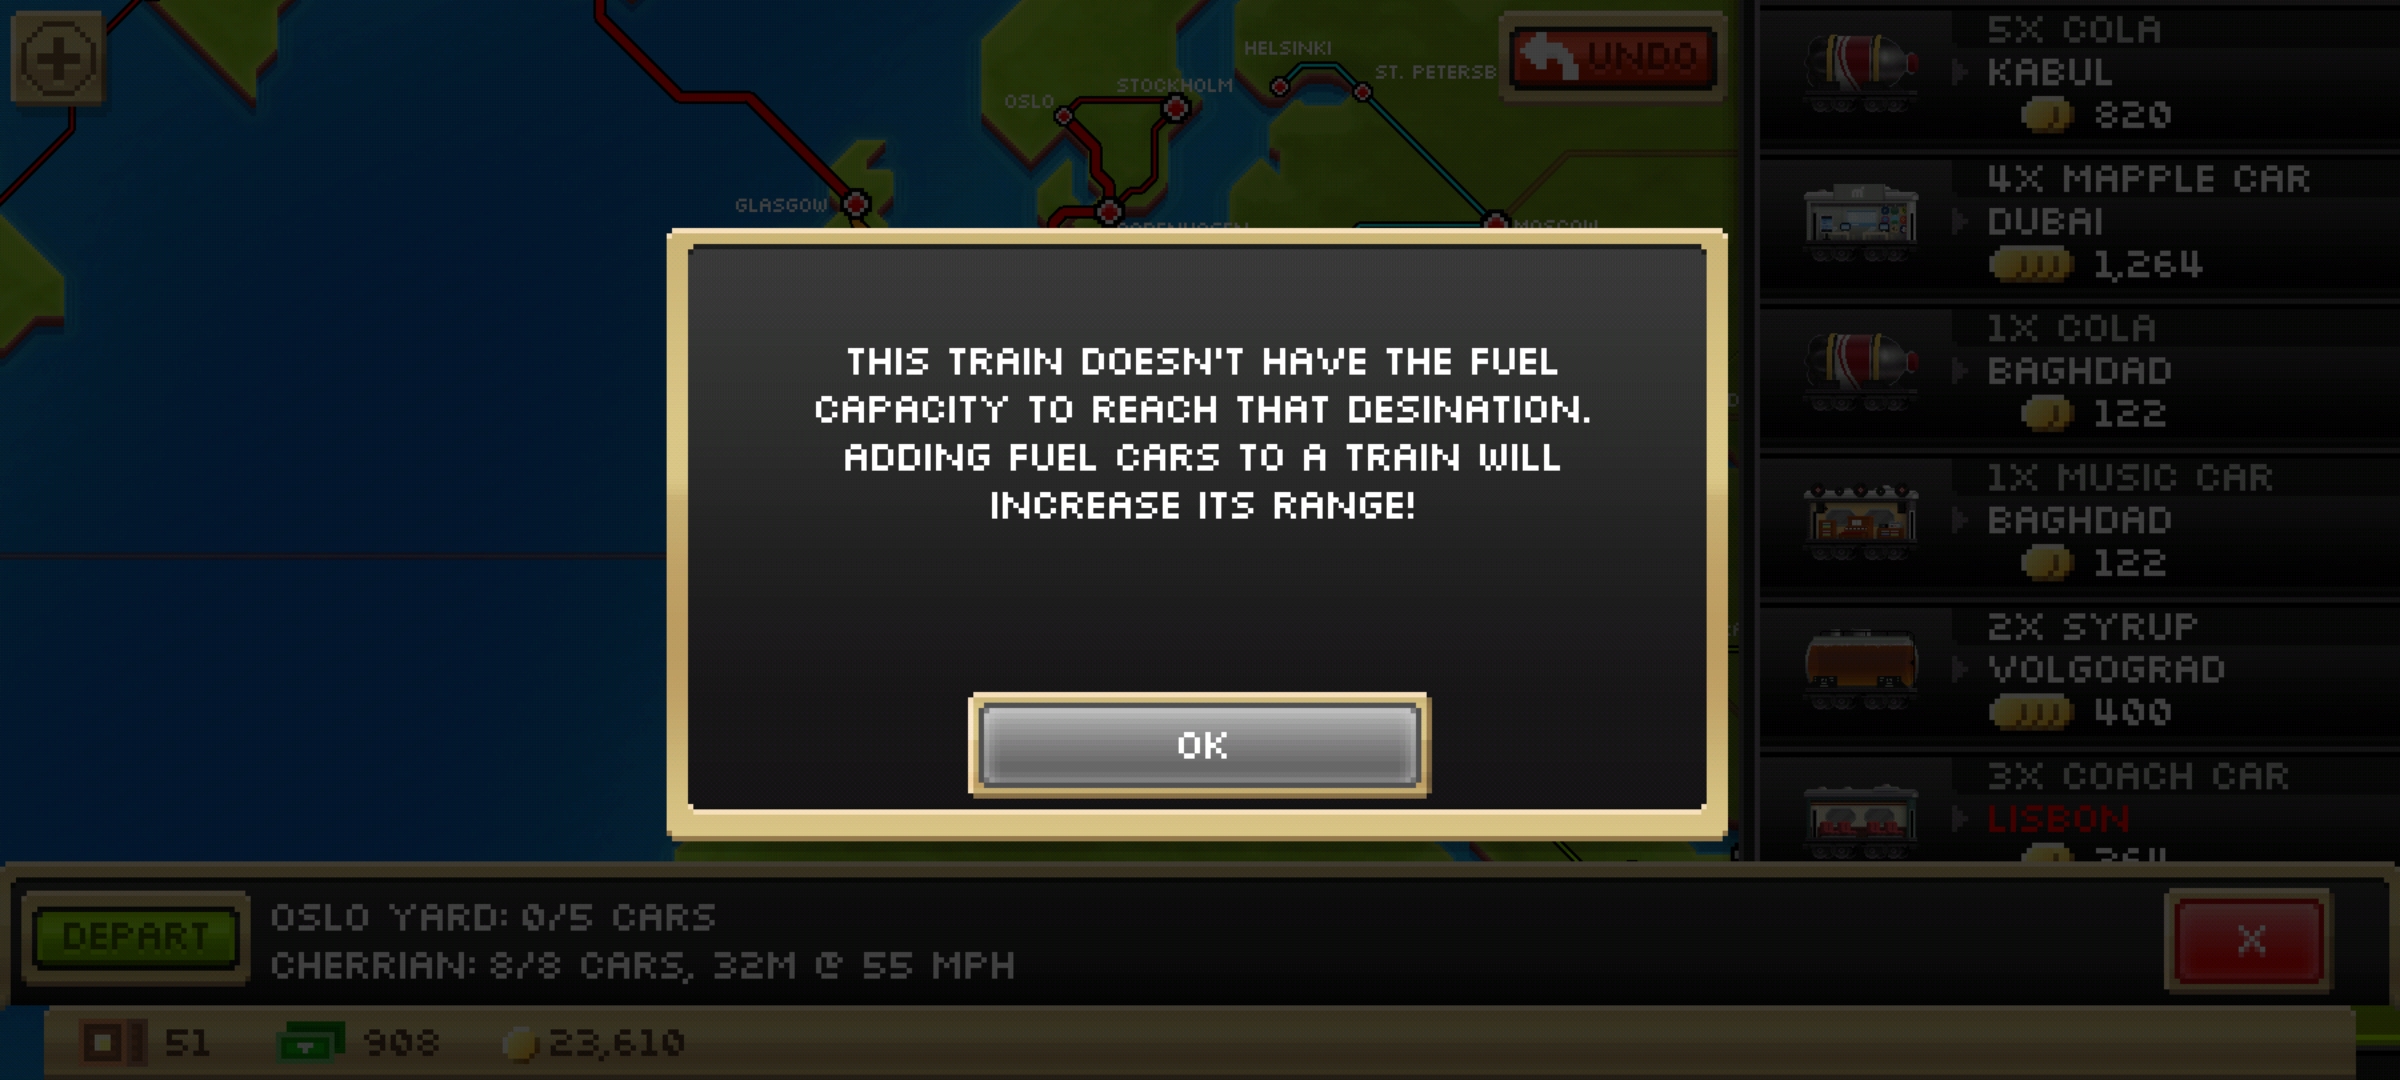 HELSINKI
ST. PETERSB
UNDO
STOCKHOLM
OSLO
GLASGOW
COPENHAGEN
MOSCOW
THIS TRAIN DOESN'T HAVE THE FUEL
CAPACITY TO REACH THAT DESINATION.
ADDING FUEL CARS TO A TRAIN WILL
INCREASE ITS RANGE!
OK
5X COLA
KABUL
820
4X MAPPLE CAR
DUBAI
1,264
1X COLA
BAGHDAD
122
1X MUSIC CAR
BAGHDAD
122
2X SYRUP
VOLGOGRAD
400
3X COACH CAR
LISBON
DEPART
OSLO YARD: 0/5 CARS
CHERRIAN: 8/8 CARS, 32M @ 55 MPH
X
51
908
23,610